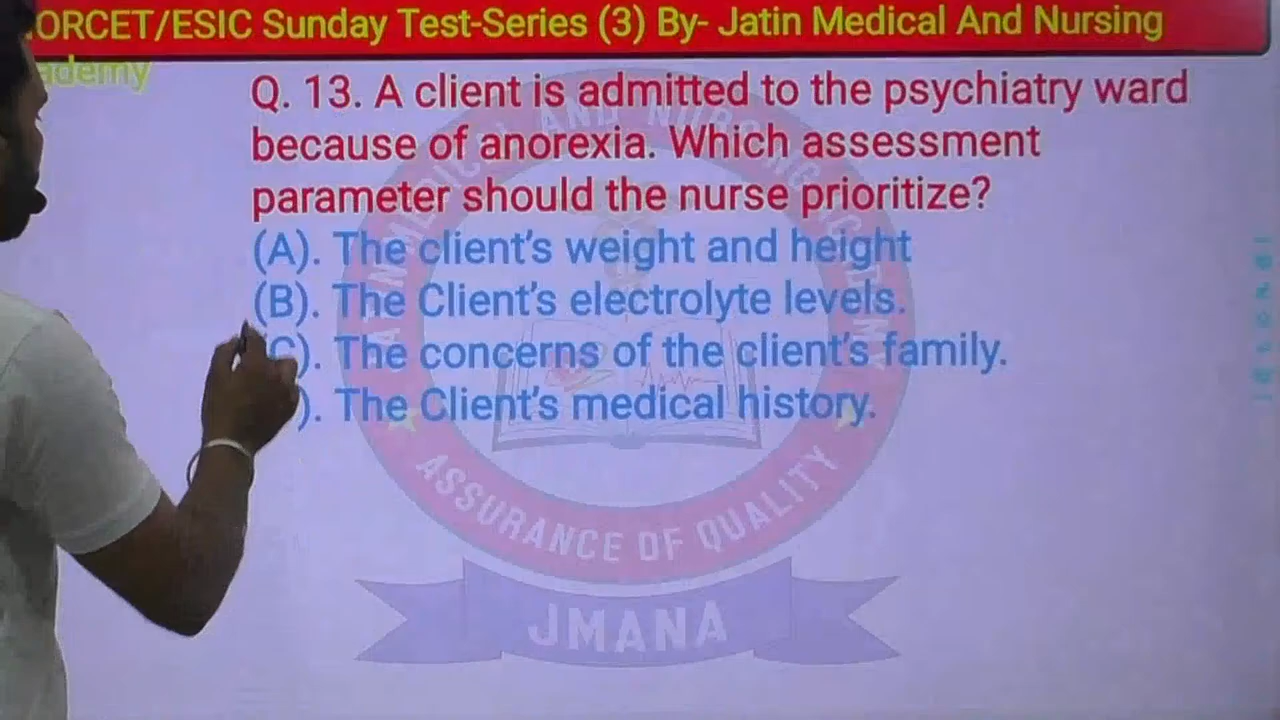 ORCET/ESIC Sunday Test-Series (3) By- Jatin Medical And Nursing
ademy
Q. 13. A client is admitted to the psychiatry ward
because of anorexia. Which assessment
parameter should the nurse prioritize?
(A). The client's weight and height
(B). The Client's electrolyte levels.
C). The concerns of the client's family.
). The Client's medical history.
ASSURANCE OF QUALITY
JMANA